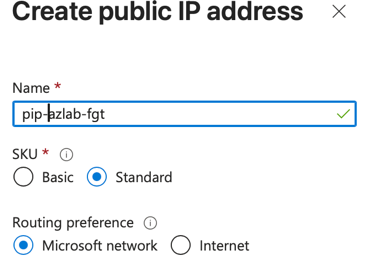 Create public IP address
Name *
pip-azlab-fgt
SKU *
Basic Standard
Routing preference
Microsoft network Internet